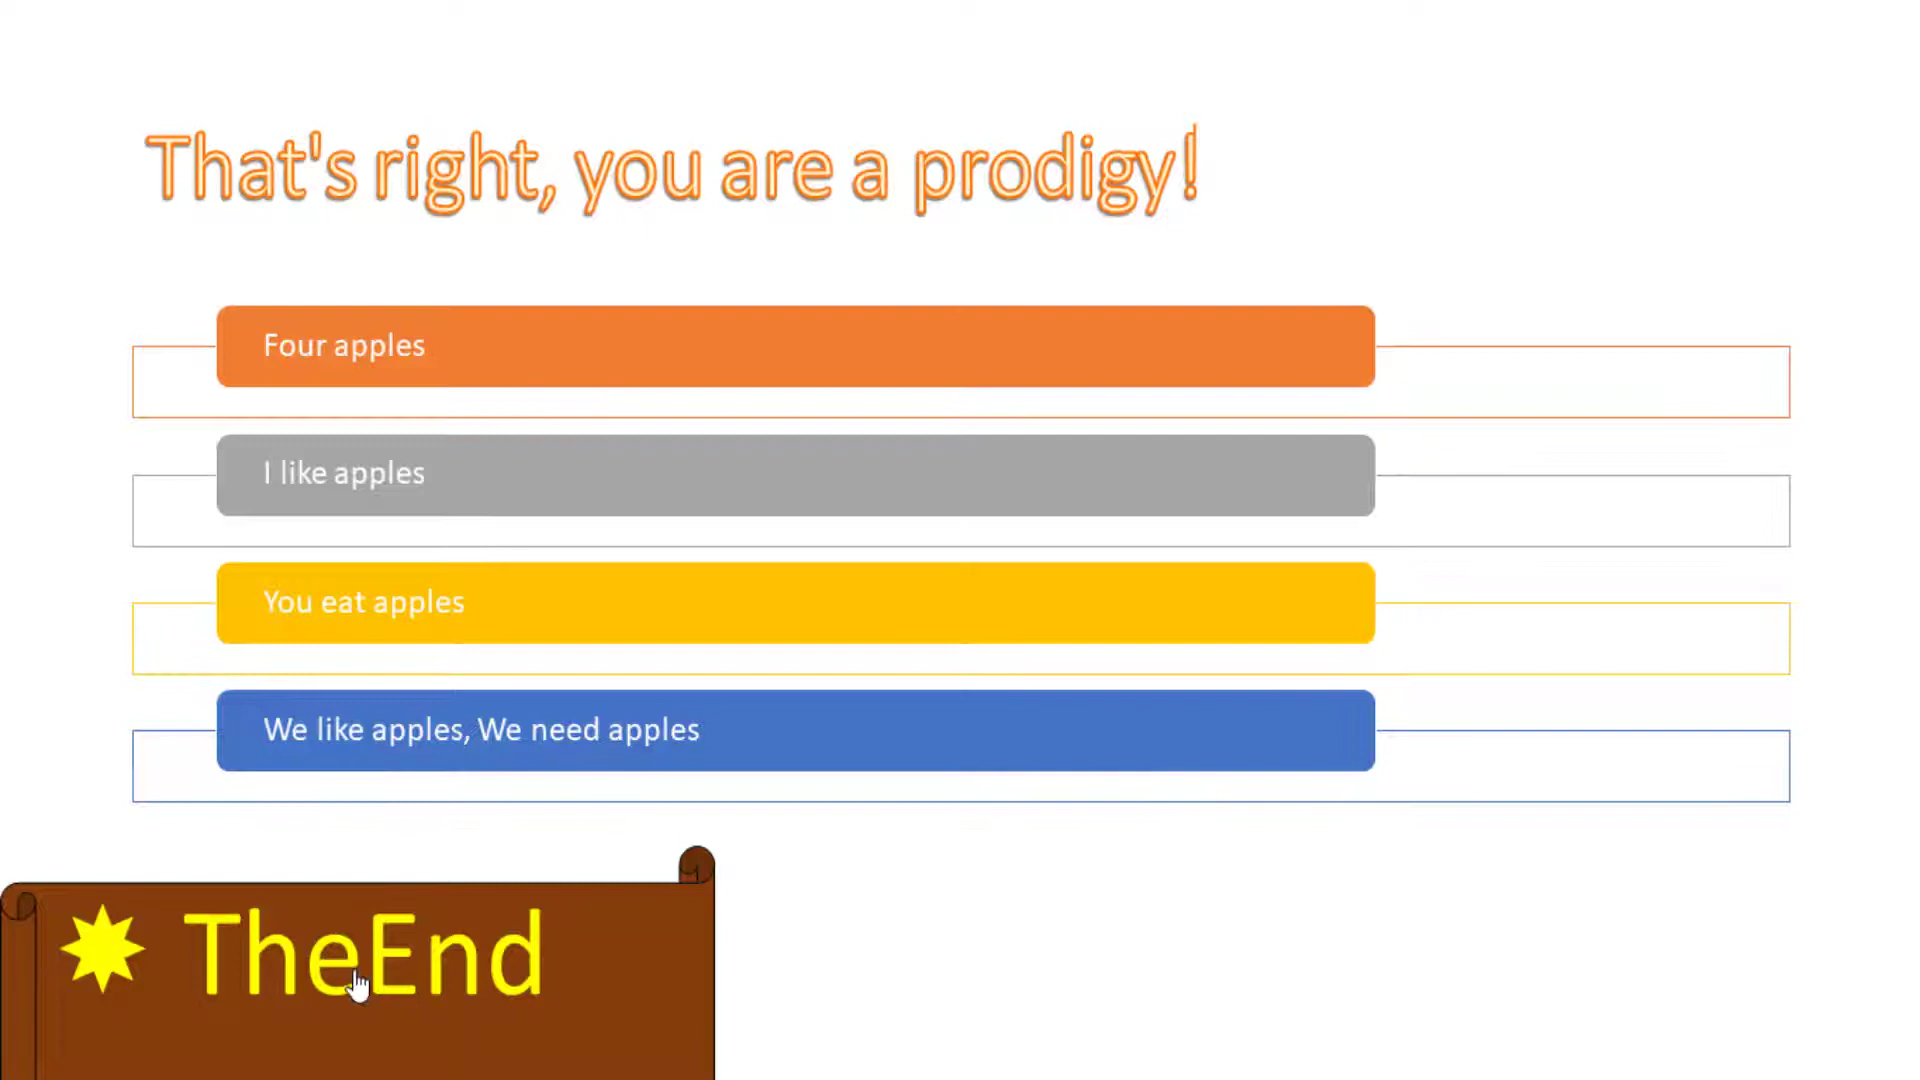 That's right, you are a prodigy!
Four apples
I like apples
You eat apples
We like apples, We need apples
TheEnd